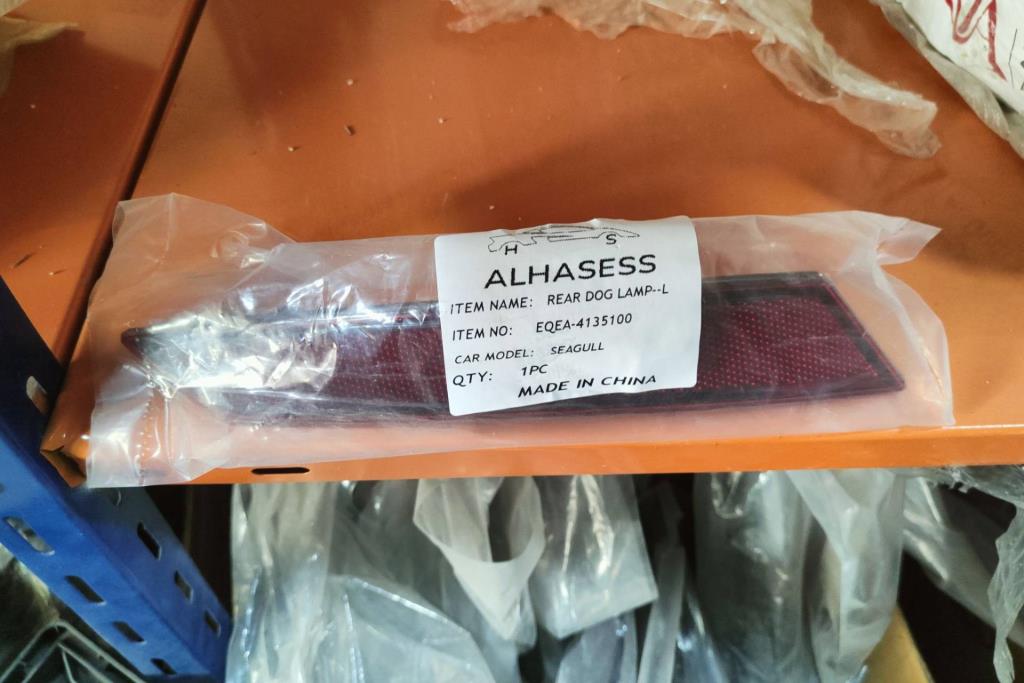 H S
ALHASESS
ITEM NAME: REAR DOG LAMP--L
ITEM NO: EQEA-4135100
CAR MODEL: SEAGULL
QTY: 1PC
MADE IN CHINA